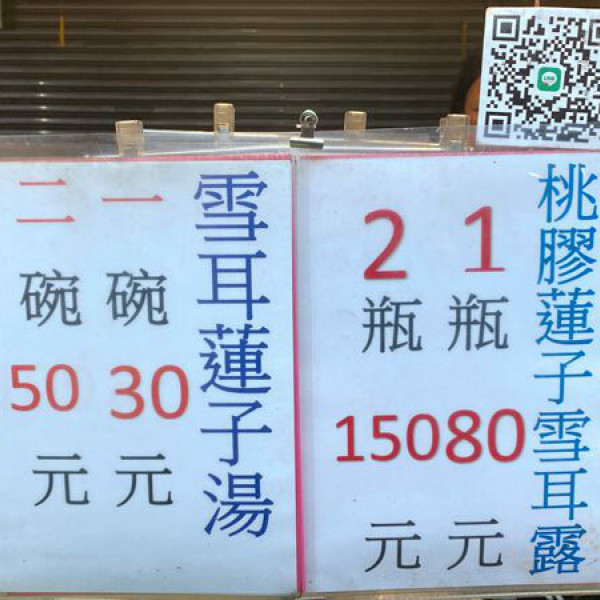 桃膠蓮子雪耳露
1瓶80元
2瓶150元
雪耳蓮子湯
一碗30元
二碗50元
LINE